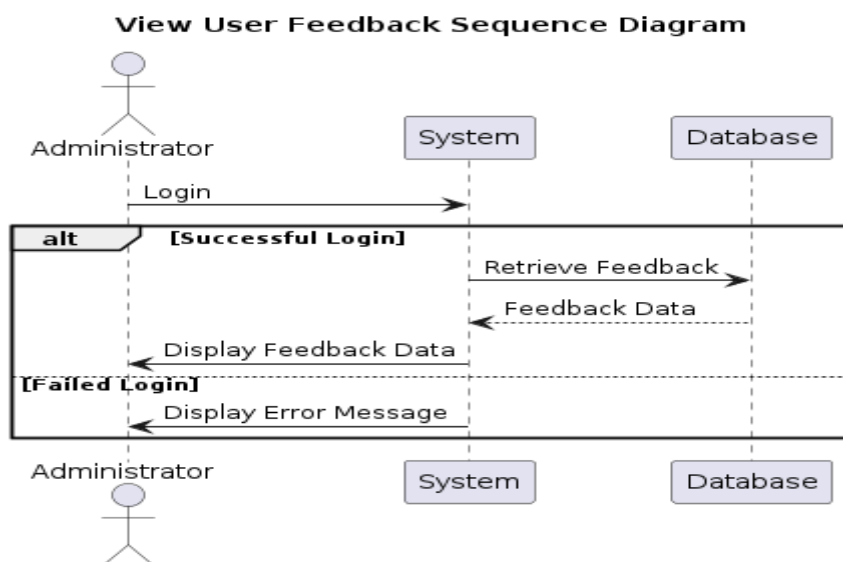 View User Feedback Sequence Diagram
Administrator
System
Database
Login
alt
[Successful Login]
Retrieve Feedback
Feedback Data
Display Feedback Data
[Failed Login]
Display Error Message
Administrator
System
Database